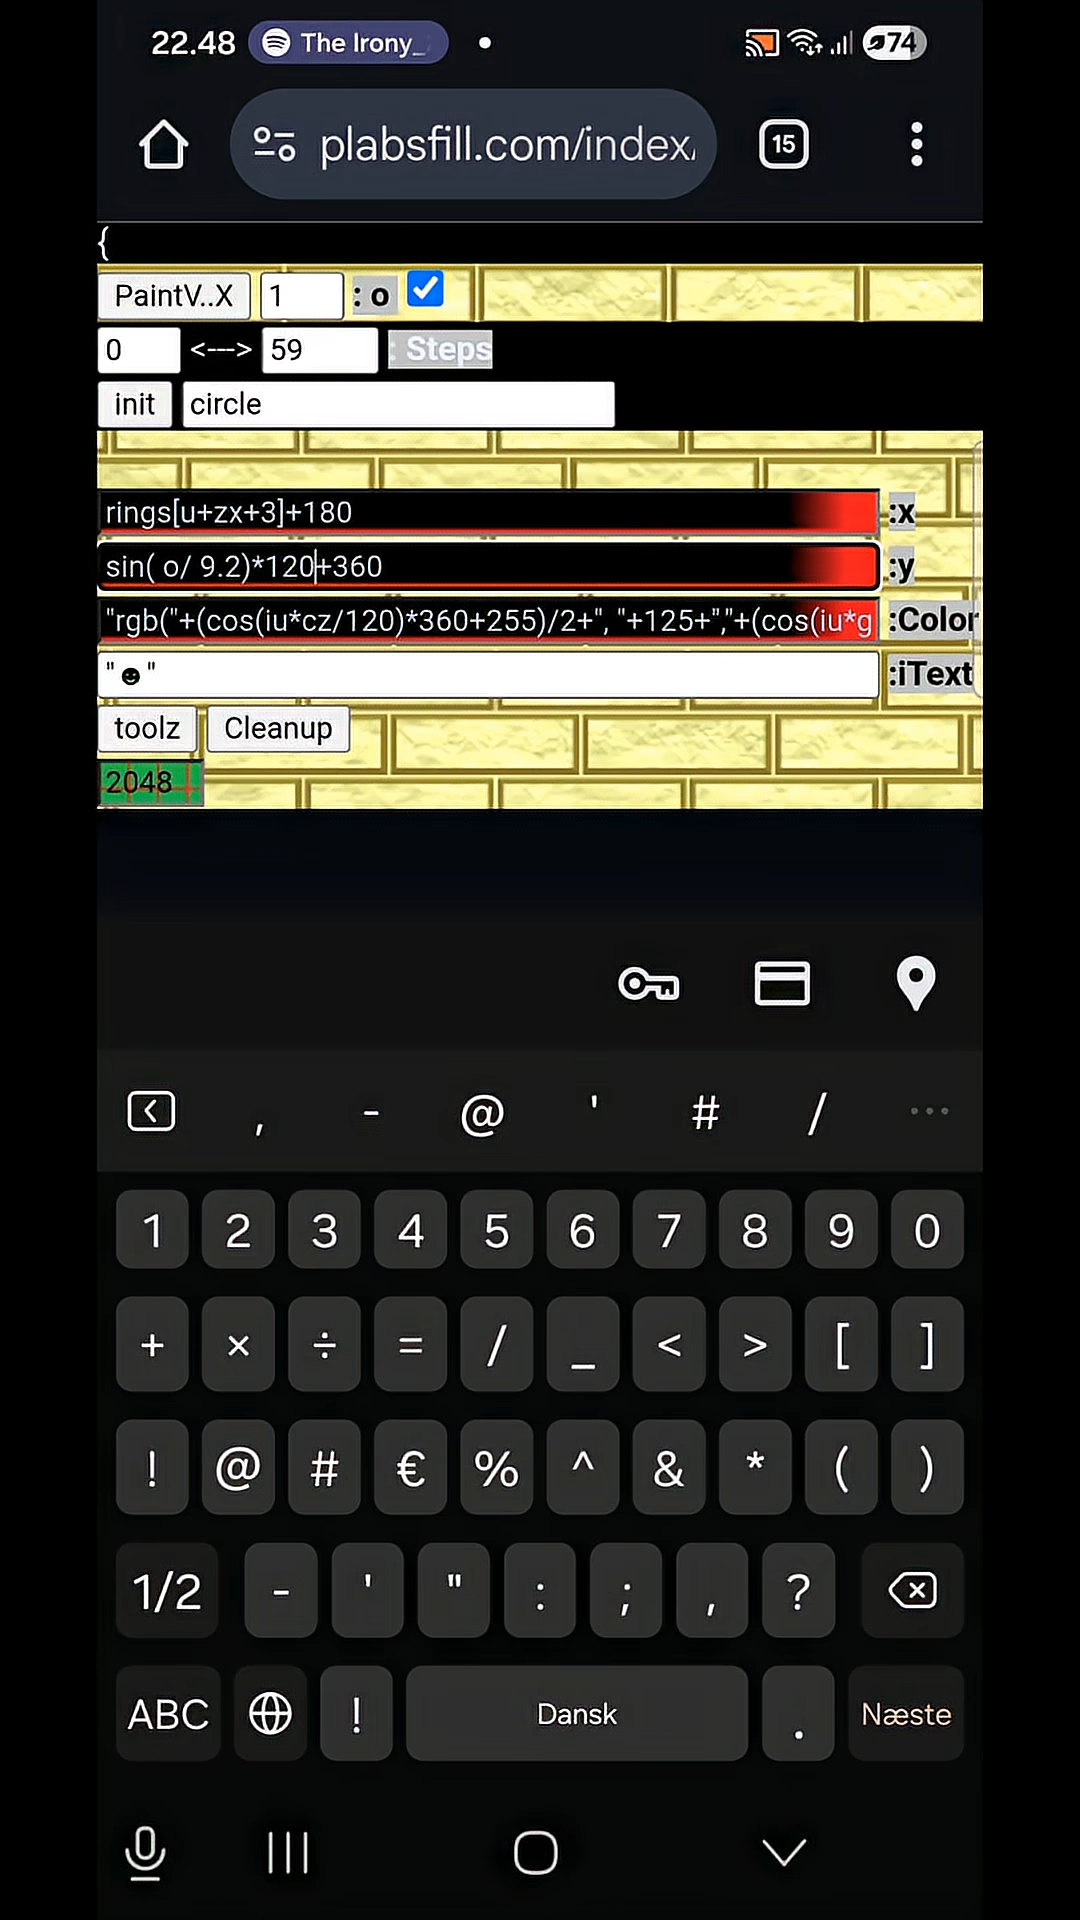 22.48 The Irony_ 74
plabsfill.com/index/ 15
{
PaintV..X 1 : o
0 <---> 59 : Steps
init circle
rings[u+zx+3]+180 :x
sin( o/ 9.2)*120+360 :y
"rgb("+(cos(iu*cz/120)*360+255)/2+", "+125+","+(cos(iu*g :Color
" ☻ " :iText
toolz Cleanup
2048
, - @ ' # / ...
1 2 3 4 5 6 7 8 9 0
+ × ÷ = / _ < > [ ]
! @ # € % ^ & * ( )
1/2 - ' " : ; , ?
ABC ! Dansk . Næste